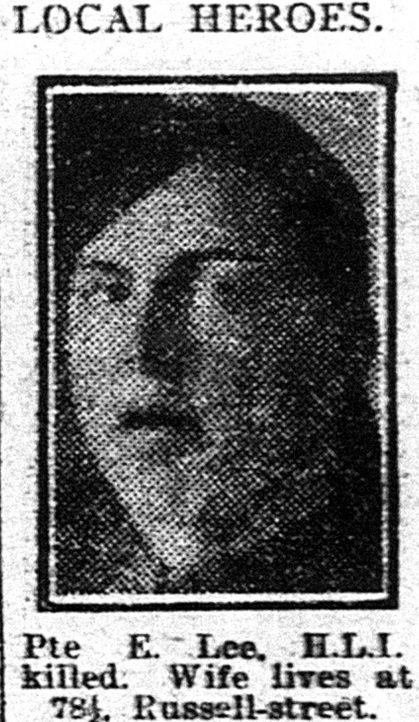 LOCAL HEROES.
Pte E. Lee, H.L.I.
killed. Wife lives at
78½, Russell-street.